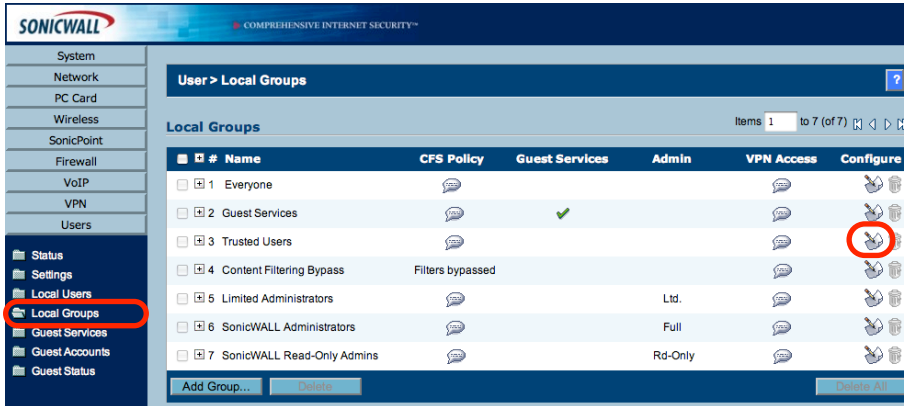 SONICWALL
COMPREHENSIVE INTERNET SECURITY™
System
Network
PC Card
Wireless
SonicPoint
Firewall
VoIP
VPN
Users
Status
Settings
Local Users
Local Groups
Guest Services
Guest Accounts
Guest Status
User > Local Groups
?
Local Groups
Items 1 to 7 (of 7)
# Name CFS Policy Guest Services Admin VPN Access Configure
1 Everyone
2 Guest Services
3 Trusted Users
4 Content Filtering Bypass Filters bypassed
5 Limited Administrators Ltd.
6 SonicWALL Administrators Full
7 SonicWALL Read-Only Admins Rd-Only
Add Group... Delete Delete All